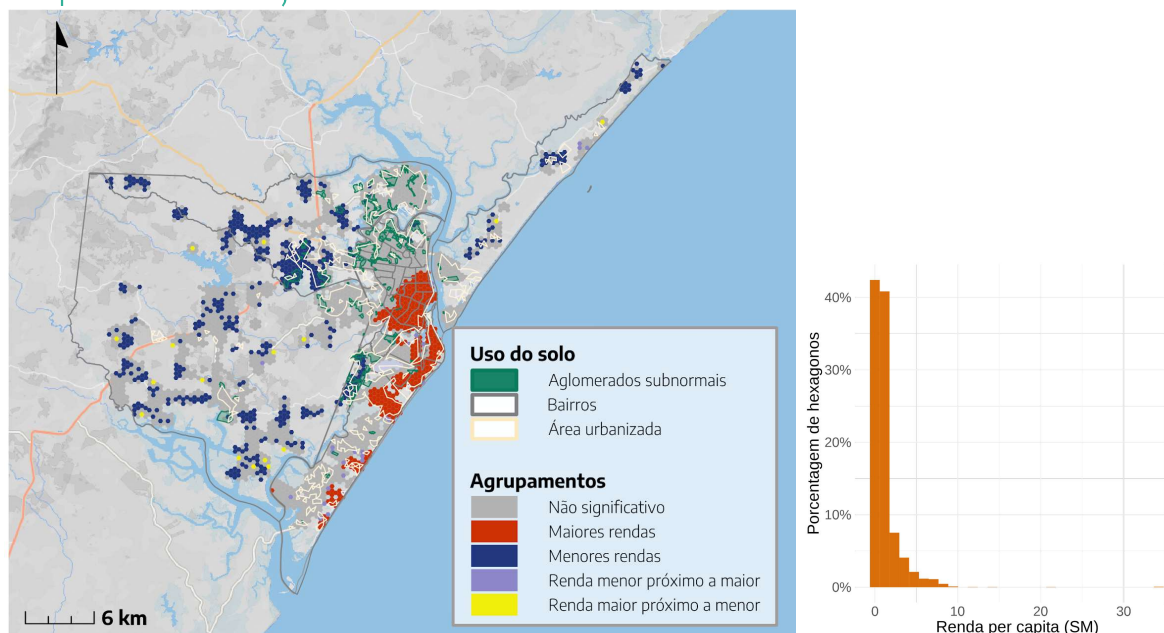 6 km
Uso do solo
Aglomerados subnormais
Bairros
Área urbanizada
Agrupamentos
Não significativo
Maiores rendas
Menores rendas
Renda menor próximo a maior
Renda maior próximo a menor
Porcentagem de hexagonos
40%
30%
20%
10%
0%
0 10 20 30
Renda per capita (SM)